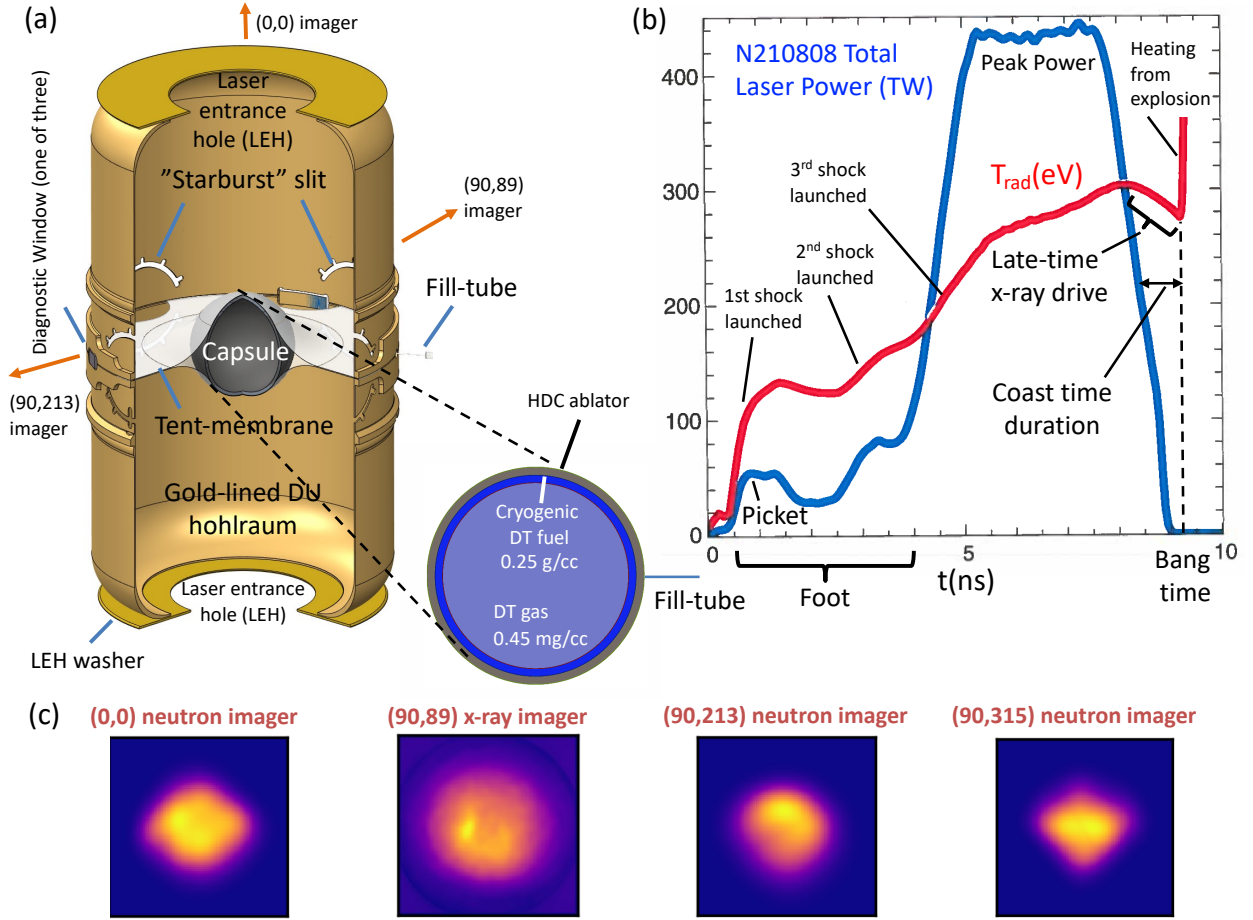 (a)
(0,0) imager
Laser
entrance
hole (LEH)
”Starburst” slit
(90,89)
imager
Diagnostic Window (one of three)
Fill-tube
Capsule
(90,213)
imager
Tent-membrane
Gold-lined DU
hohlraum
Laser entrance
hole (LEH)
LEH washer
HDC ablator
Cryogenic
DT fuel
0.25 g/cc
DT gas
0.45 mg/cc
Fill-tube
(b)
N210808 Total
Laser Power (TW)
Peak Power
Heating
from
explosion
Trad(eV)
3rd shock
launched
2nd shock
launched
1st shock
launched
Late-time
x-ray drive
Coast time
duration
Picket
400
300
200
100
0
0
5
10
Foot
t(ns)
Bang
time
(c)
(0,0) neutron imager
(90,89) x-ray imager
(90,213) neutron imager
(90,315) neutron imager